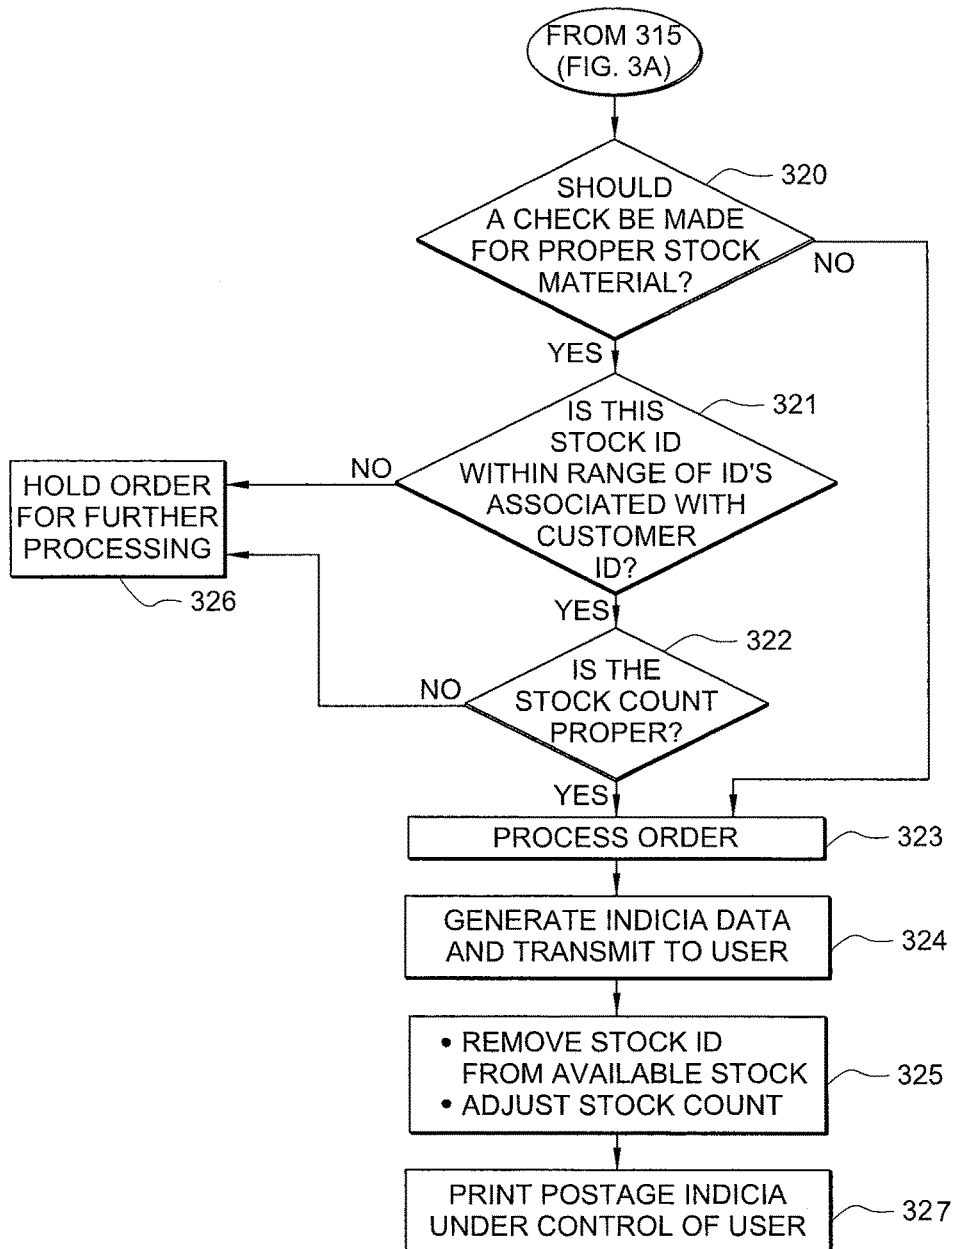 FROM 315
(FIG. 3A)
320
SHOULD
A CHECK BE MADE
FOR PROPER STOCK
MATERIAL?
NO
YES
321
IS THIS
STOCK ID
WITHIN RANGE OF ID'S
ASSOCIATED WITH
CUSTOMER
ID?
NO
HOLD ORDER
FOR FURTHER
PROCESSING
326
YES
322
IS THE
STOCK COUNT
PROPER?
NO
YES
PROCESS ORDER
323
GENERATE INDICIA DATA
AND TRANSMIT TO USER
324
• REMOVE STOCK ID
FROM AVAILABLE STOCK
• ADJUST STOCK COUNT
325
PRINT POSTAGE INDICIA
UNDER CONTROL OF USER
327